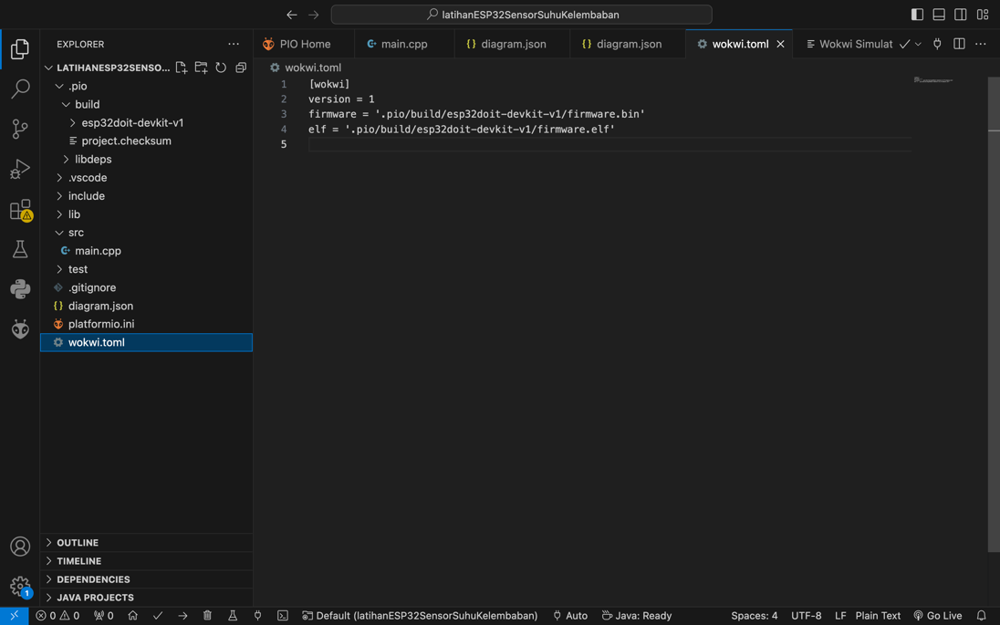 latihanESP32SensorSuhuKelembaban
EXPLORER
PIO Home
main.cpp
diagram.json
diagram.json
wokwi.toml
Wokwi Simulat
LATIHANESP32SENSO...
.pio
build
esp32doit-devkit-v1
project.checksum
libdeps
.vscode
include
lib
src
main.cpp
test
.gitignore
diagram.json
platformio.ini
wokwi.toml
wokwi.toml
1 [wokwi]
2 version = 1
3 firmware = '.pio/build/esp32doit-devkit-v1/firmware.bin'
4 elf = '.pio/build/esp32doit-devkit-v1/firmware.elf'
5
OUTLINE
TIMELINE
DEPENDENCIES
JAVA PROJECTS
1
0 0 0 Default (latihanESP32SensorSuhuKelembaban) Auto Java: Ready Spaces: 4 UTF-8 LF Plain Text Go Live